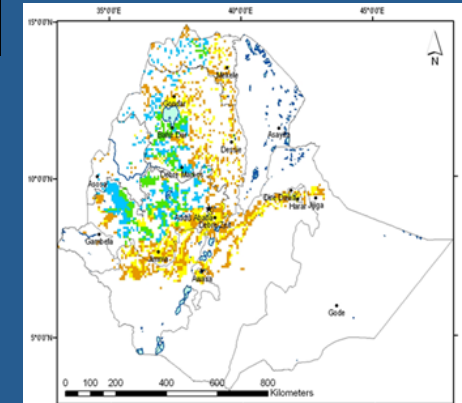 35°0'0"E 40°0'0"E 45°0'0"E
15°0'0"N
N
Mekele
Gondar
Asayita
Bahir Dar
Dessie
Debre Markos
10°0'0"N
Asosa
Dire Dawa
Harar Jijiga
Addis Ababa
Gambela
Jimma
Awasa
Gode
5°0'0"N
0 100 200 400 600 800
Kilometers